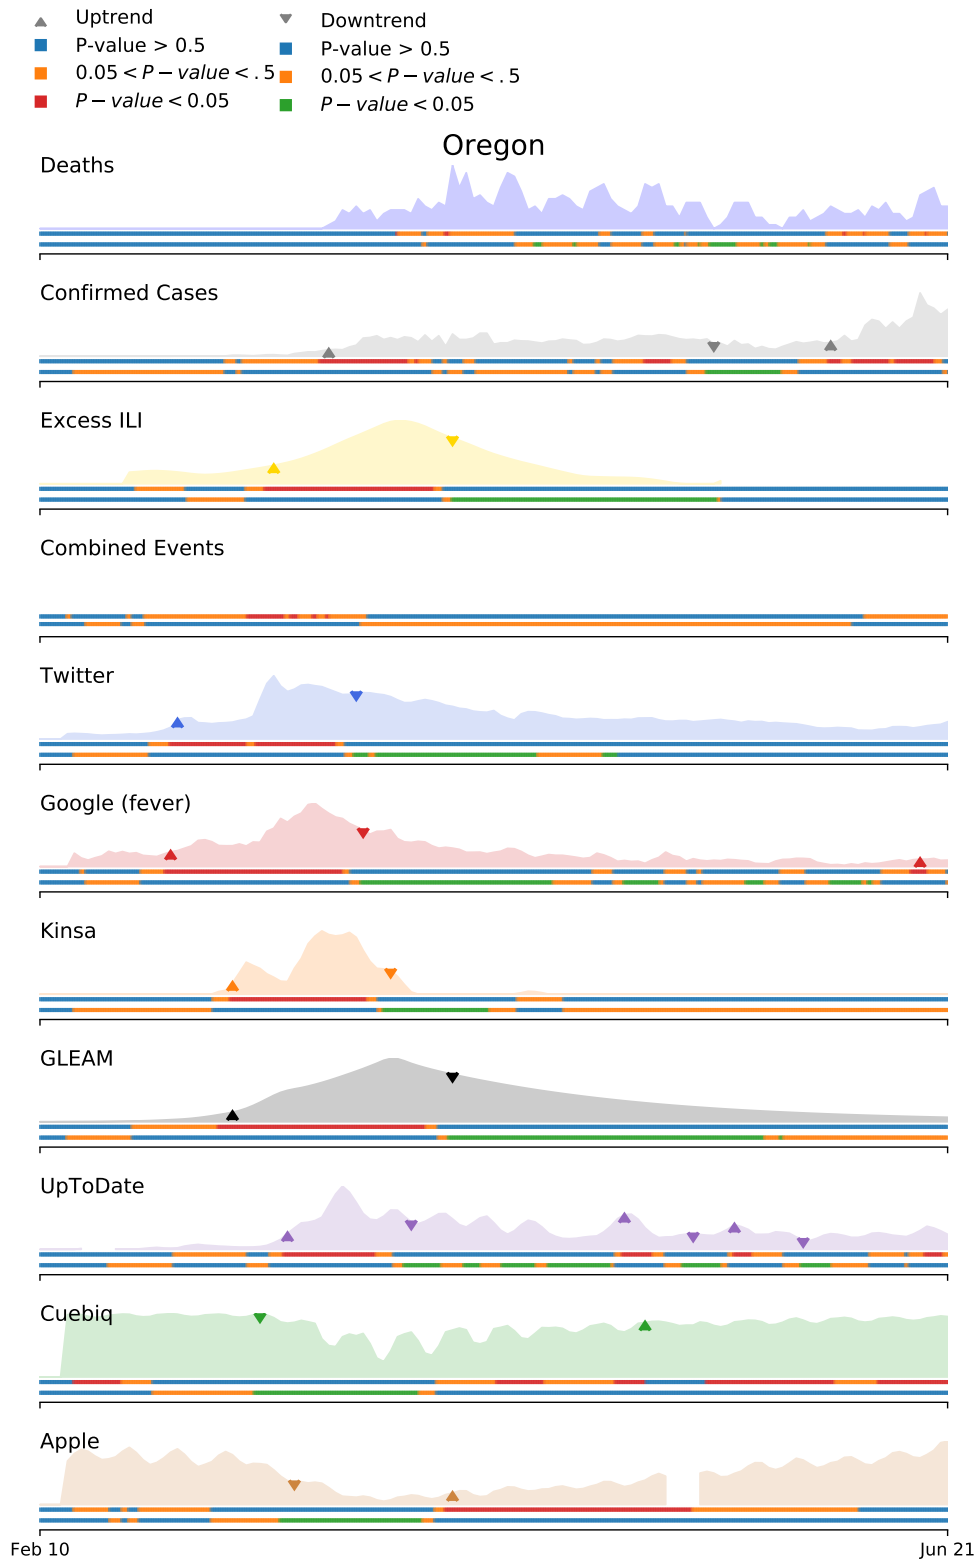 Uptrend
P-value > 0.5
0.05 < P − value < .5
P − value < 0.05
Downtrend
P-value > 0.5
0.05 < P − value < .5
P − value < 0.05
Oregon
Deaths
Confirmed Cases
Excess ILI
Combined Events
Twitter
Google (fever)
Kinsa
GLEAM
UpToDate
Cuebiq
Apple
Feb 10
Jun 21